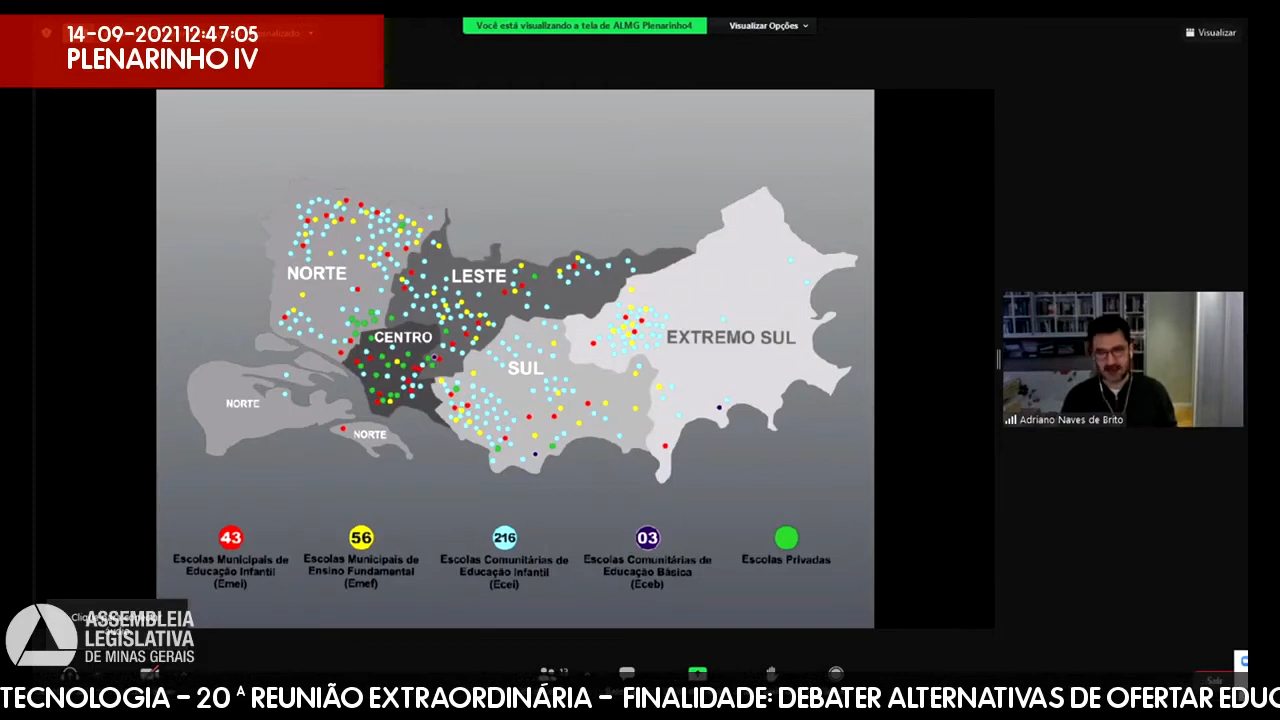 14-09-2021 12:47:05
PLENARINHO IV
Você está visualizando a tela de ALMG Plenarinho4
Visualizar Opções
Visualizar
NORTE
LESTE
CENTRO
EXTREMO SUL
SUL
NORTE
NORTE
Adriano Naves de Brito
43
Escolas Municipais de
Educação Infantil
(Emei)
56
Escolas Municipais de
Ensino Fundamental
(Emef)
216
Escolas Comunitárias de
Educação Infantil
(Ecei)
03
Escolas Comunitárias de
Educação Básica
(Eceb)
Escolas Privadas
ASSEMBLEIA
LEGISLATIVA
DE MINAS GERAIS
Sair
TECNOLOGIA – 20ª REUNIÃO EXTRAORDINÁRIA – FINALIDADE: DEBATER ALTERNATIVAS DE OFERTAR EDUC